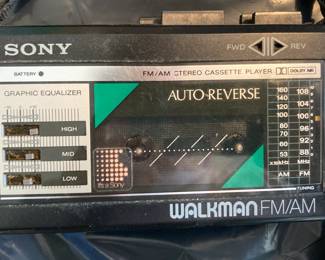 SONY
FWD REV
BATTERY
FM/AM STEREO CASSETTE PLAYER DOLBY NR
GRAPHIC EQUALIZER
AUTO-REVERSE
HIGH
MID
LOW
160 108
140 104
120 100
100
80 96
70 92
60
53 88
x10kHz MHz
AM FM
TUNING
It's a Sony
WALKMAN FM/AM